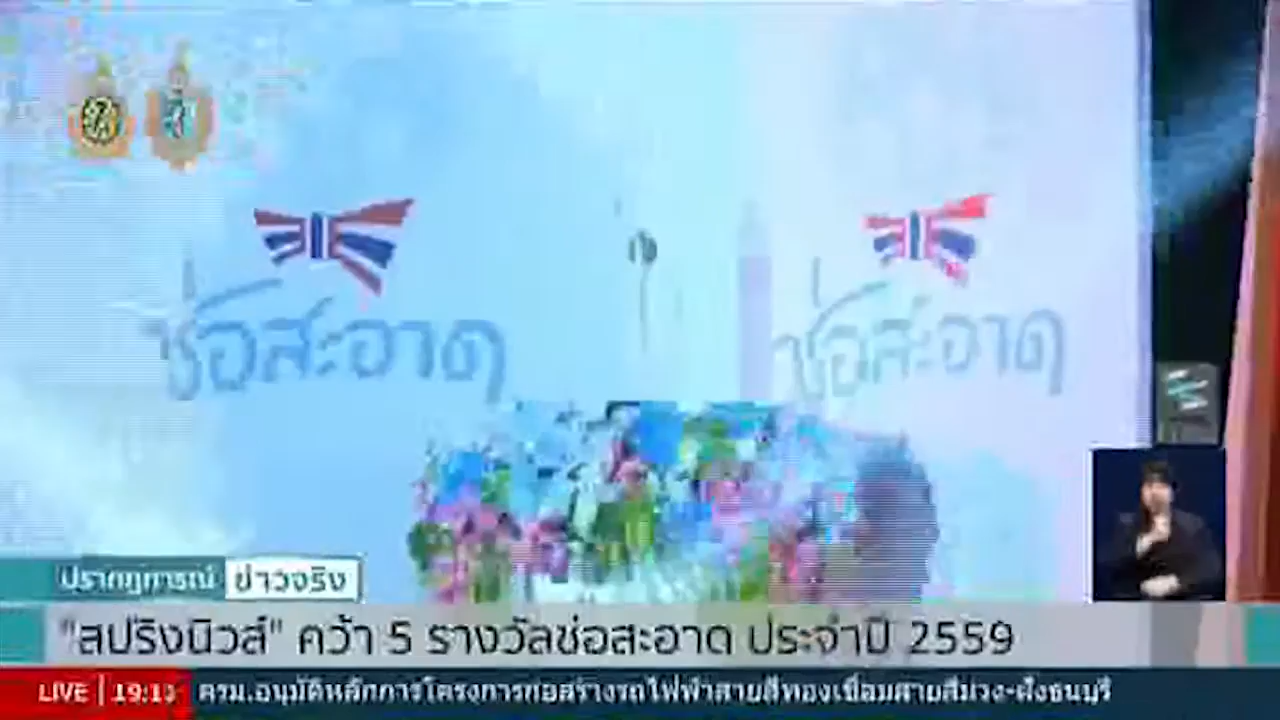 ช่อสะอาด
ช่อสะอาด
ปรากฏการณ์ ข่าวจริง
"สปริงนิวส์" คว้า 5 รางวัลช่อสะอาด ประจำปี 2559
LIVE | 19:13 ครม.อนุมัติหลักการโครงการก่อสร้างรถไฟฟ้าสายสีทองเชื่อมสายสีม่วง-ฝั่งธนบุรี